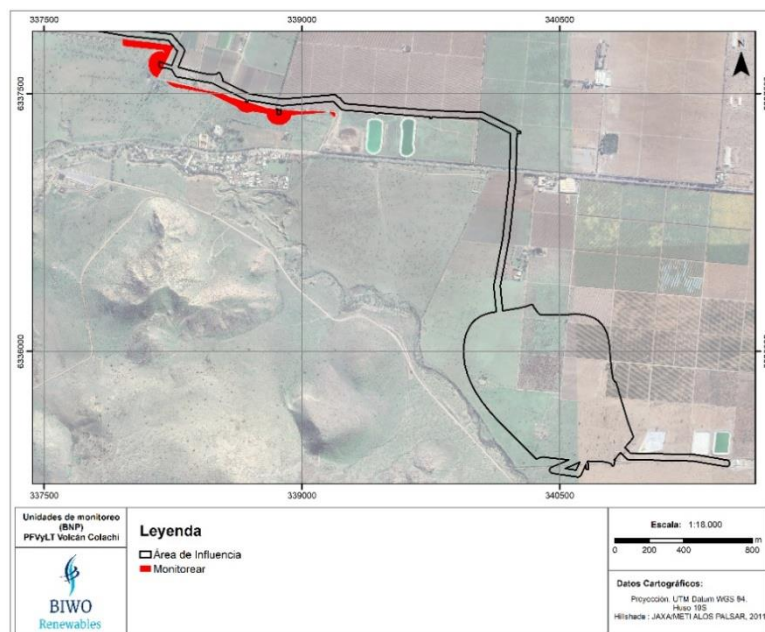 337500
339000
340500
N
6337500
6336000
337500
339000
340500
Unidades de monitoreo
(BNP)
PFVyLT Volcán Colachi
BIWO
Renewables
Leyenda
Área de Influencia
Monitorear
Escala: 1:18.000
m
0 200 400 600 800
Datos Cartográficos:
Proyección: UTM Datum WGS 84,
Huso 19S
Hillshade : JAXA/METI ALOS PALSAR, 2011